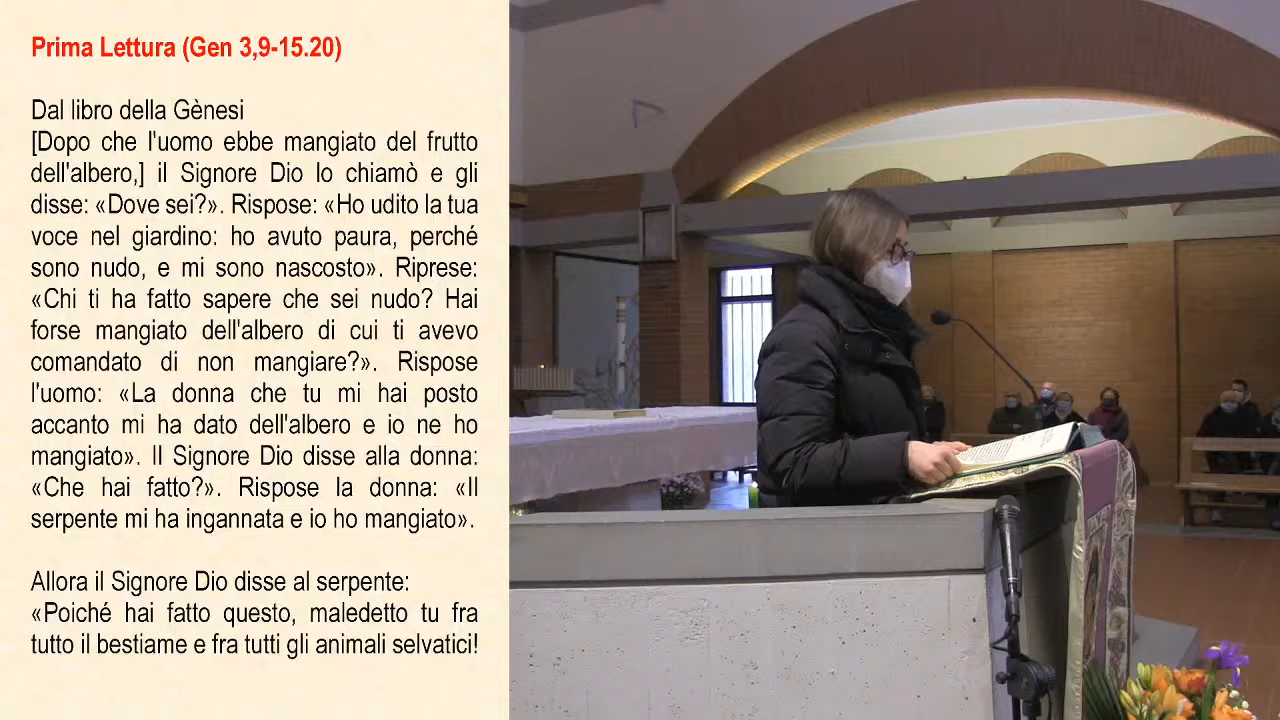 Prima Lettura (Gen 3,9-15.20)
Dal libro della Gènesi
[Dopo che l'uomo ebbe mangiato del frutto
dell'albero,] il Signore Dio lo chiamò e gli
disse: «Dove sei?». Rispose: «Ho udito la tua
voce nel giardino: ho avuto paura, perché
sono nudo, e mi sono nascosto». Riprese:
«Chi ti ha fatto sapere che sei nudo? Hai
forse mangiato dell'albero di cui ti avevo
comandato di non mangiare?». Rispose
l'uomo: «La donna che tu mi hai posto
accanto mi ha dato dell'albero e io ne ho
mangiato». Il Signore Dio disse alla donna:
«Che hai fatto?». Rispose la donna: «Il
serpente mi ha ingannata e io ho mangiato».
Allora il Signore Dio disse al serpente:
«Poiché hai fatto questo, maledetto tu fra
tutto il bestiame e fra tutti gli animali selvatici!